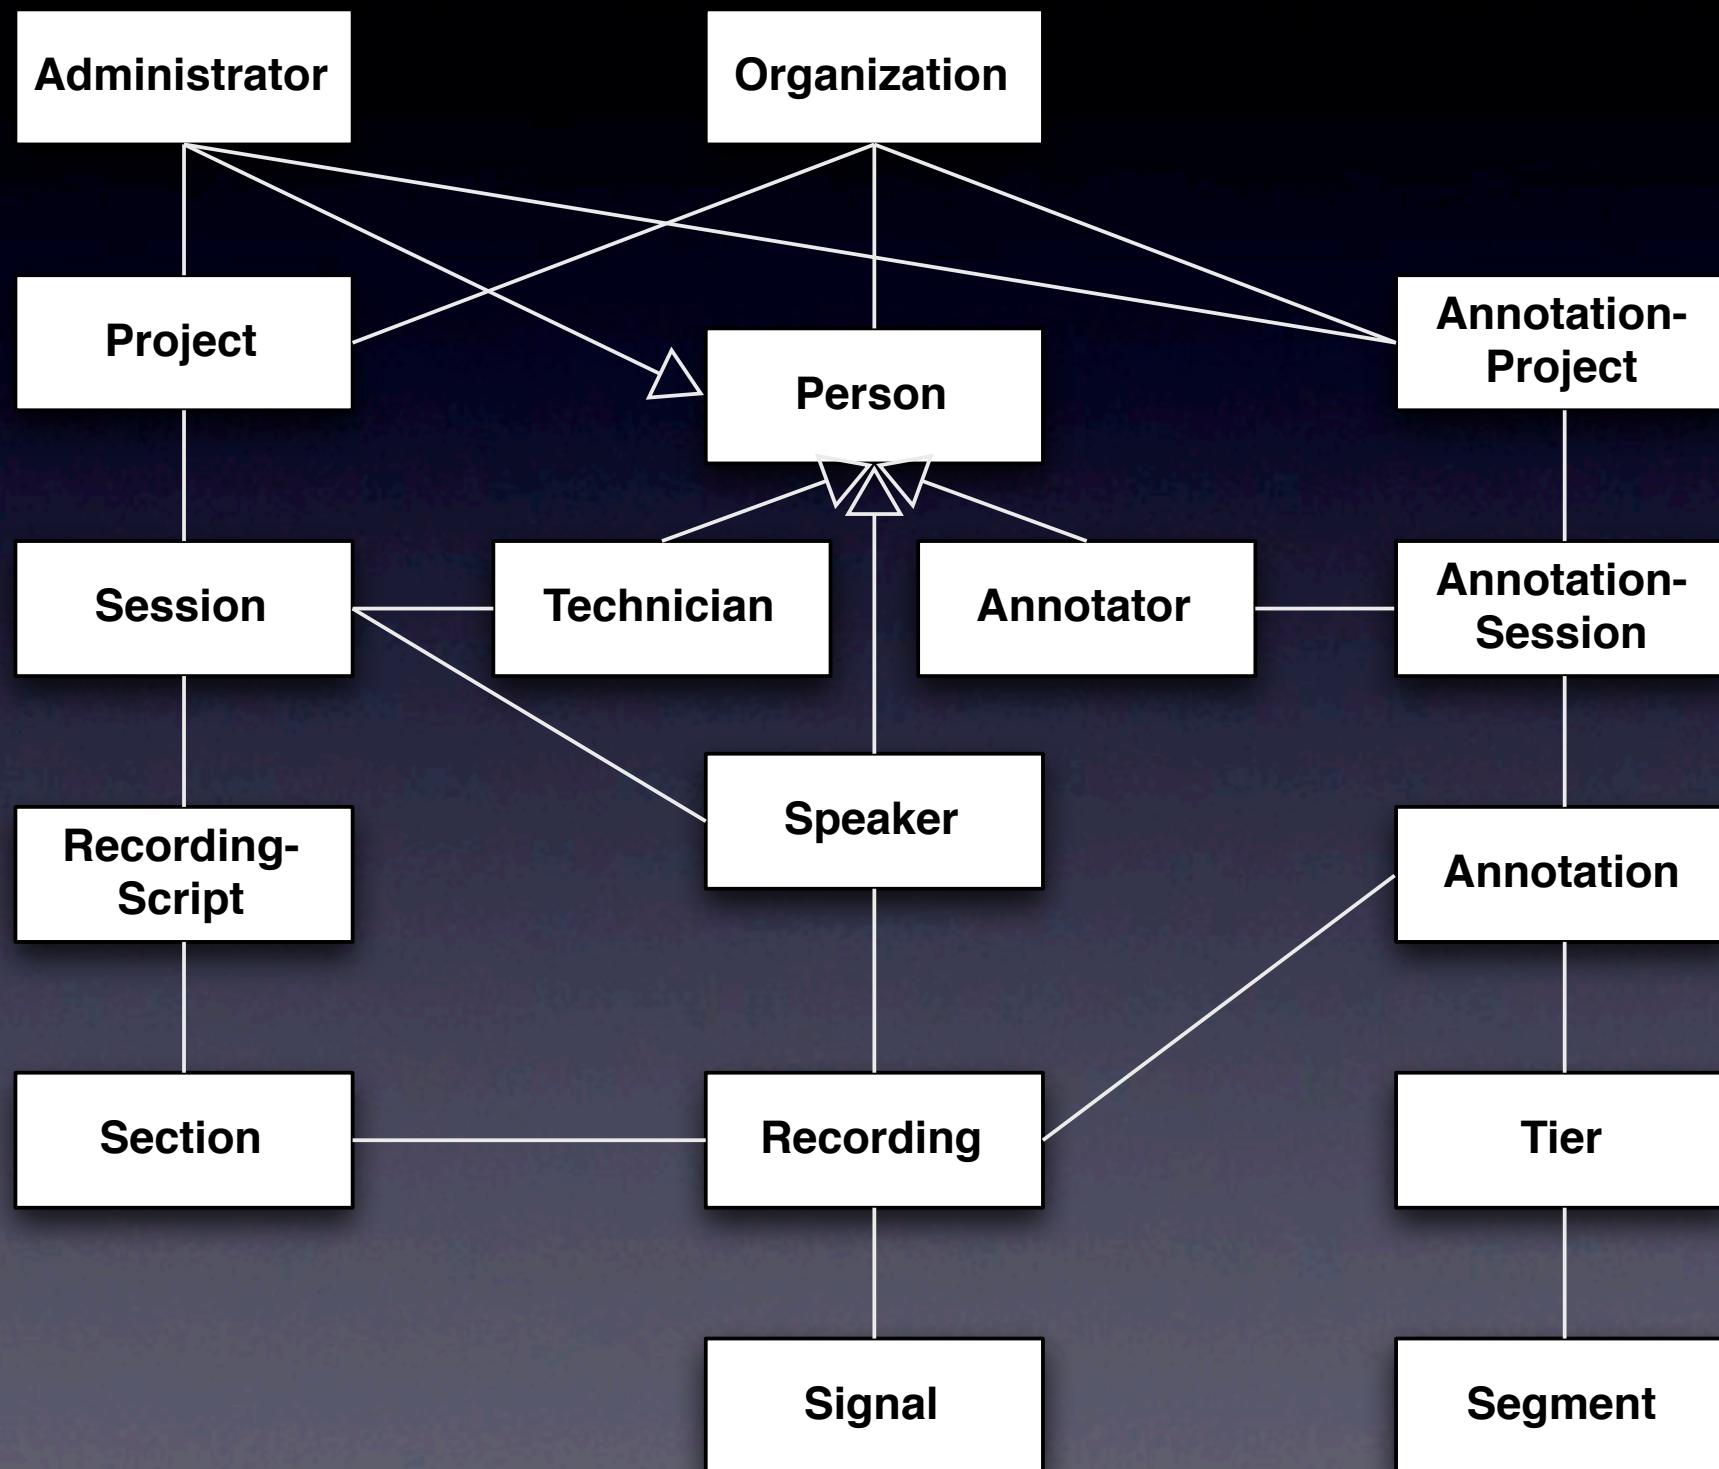 Administrator
Organization
Project
Person
Annotation-
Project
Session
Technician
Annotator
Annotation-
Session
Recording-
Script
Speaker
Annotation
Section
Recording
Tier
Signal
Segment